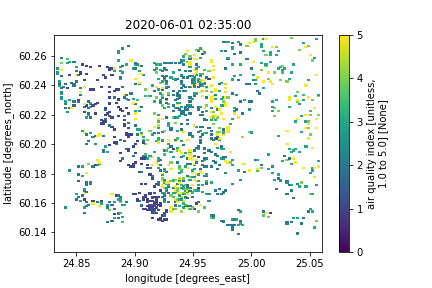 2020-06-01 02:35:00
60.26
60.24
60.22
60.20
60.18
60.16
60.14
latitude [degrees_north]
24.85 24.90 24.95 25.00 25.05
longitude [degrees_east]
5
4
3
2
1
0
air quality index [unitless,
1.0 to 5.0] [None]